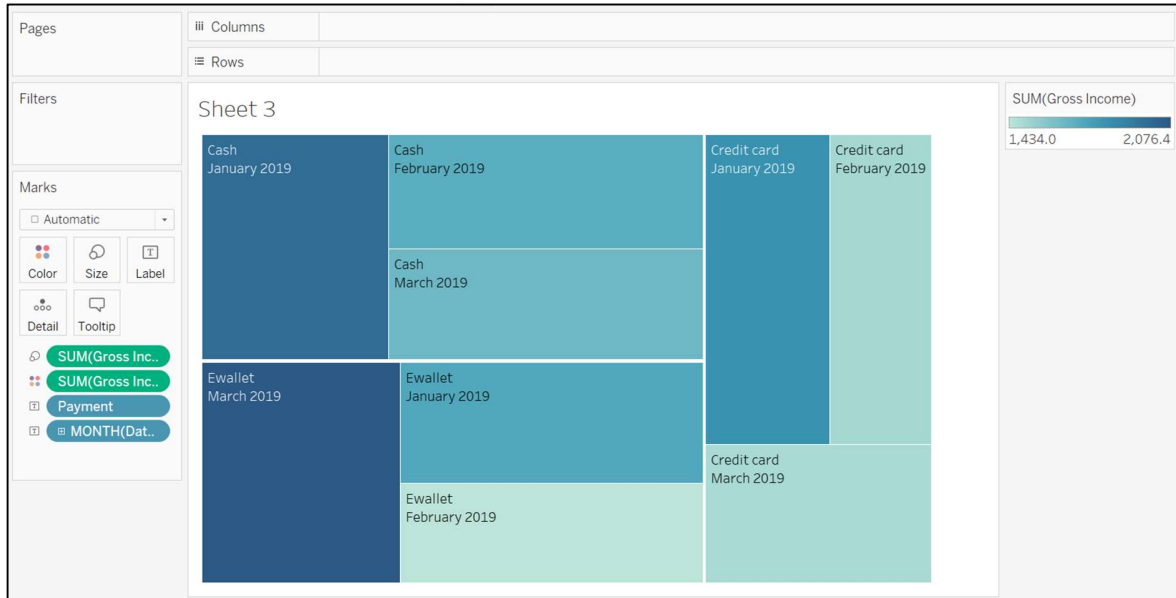 Pages
Columns
Rows
Filters
Sheet 3
SUM(Gross Income)
1,434.0 2,076.4
Marks
Automatic
Color Size Label
Detail Tooltip
SUM(Gross Inc..
SUM(Gross Inc..
Payment
MONTH(Dat..
Cash
January 2019
Cash
February 2019
Cash
March 2019
Ewallet
March 2019
Ewallet
January 2019
Ewallet
February 2019
Credit card
January 2019
Credit card
February 2019
Credit card
March 2019